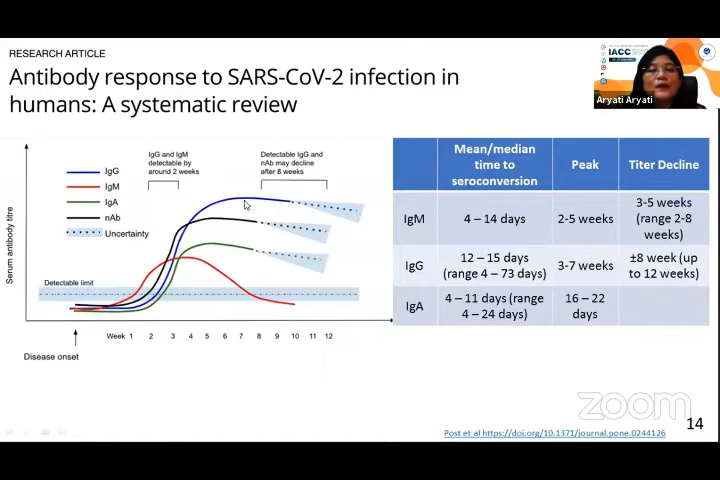 RESEARCH ARTICLE
Antibody response to SARS-CoV-2 infection in
humans: A systematic review
IACC
Aryati Aryati
IgG
IgM
IgA
nAb
Uncertainty
IgG and IgM
detectable by
around 2 weeks
Detectable IgG and
nAb may decline
after 8 weeks
Serum antibody titre
Detectable limit
Week 1 2 3 4 5 6 7 8 9 10 11 12
Disease onset
Mean/median
time to
seroconversion
Peak
Titer Decline
IgM
4 – 14 days
2-5 weeks
3-5 weeks
(range 2-8
weeks)
IgG
12 – 15 days
(range 4 – 73 days)
3-7 weeks
±8 week (up
to 12 weeks)
IgA
4 – 11 days (range
4 – 24 days)
16 – 22
days
zoom
14
Post et al https://doi.org/10.1371/journal.pone.0244126